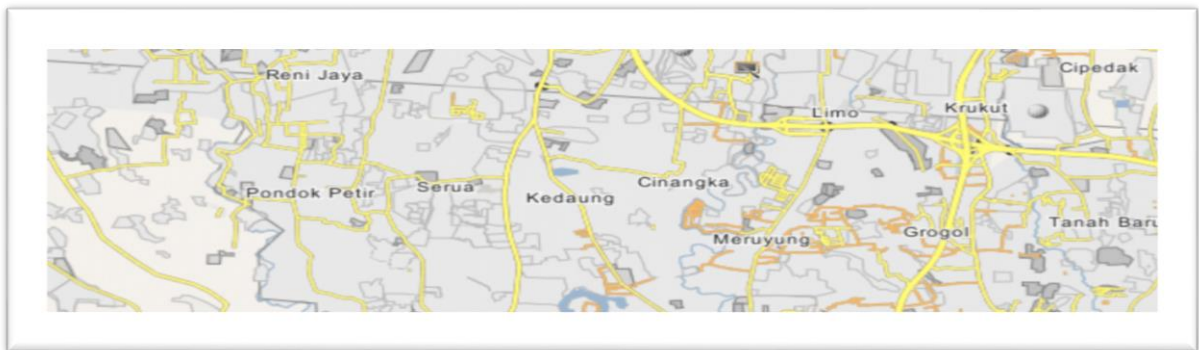 Reni Jaya
Cipedak
Krukut
Limo
Cinangka
Serua
Pondok Petir
Kedaung
Tanah Baru
Grogol
Meruyung